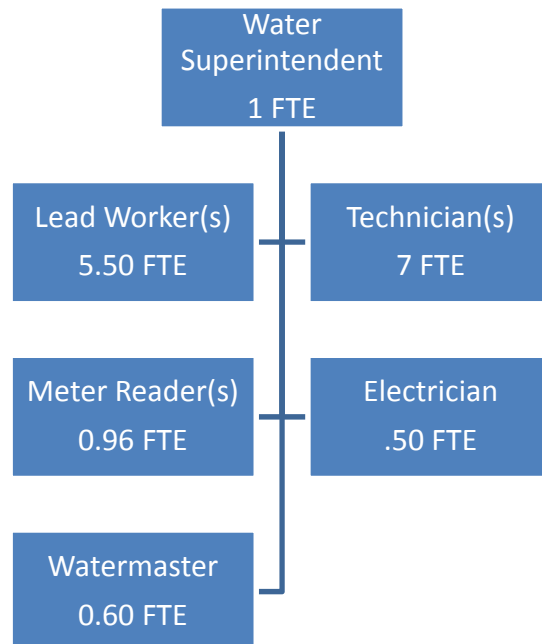 Water
Superintendent
1 FTE
Lead Worker(s)
5.50 FTE
Technician(s)
7 FTE
Meter Reader(s)
0.96 FTE
Electrician
.50 FTE
Watermaster
0.60 FTE